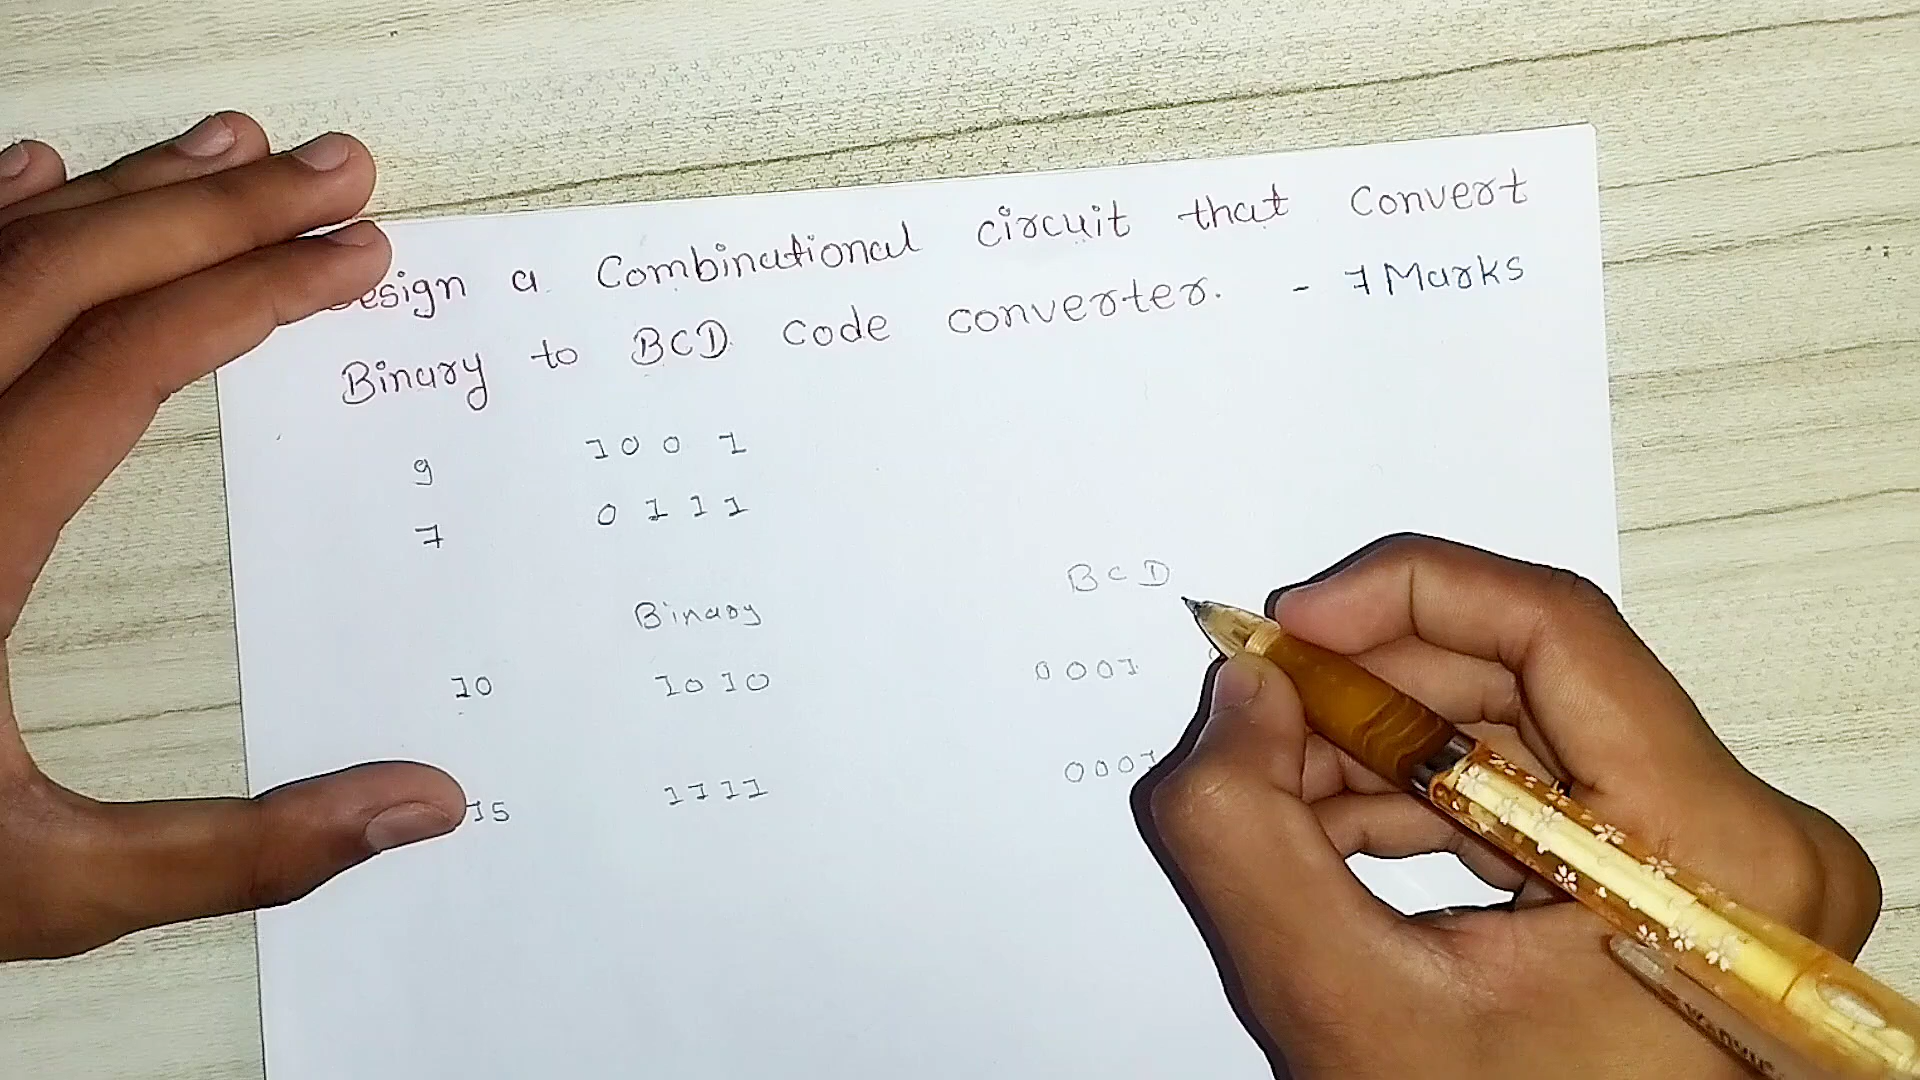 esign a Combinational circuit that Convert
Binary to BCD code converter. - 7 Marks
9 1001
7 0111
Binary BCD
10 1010 0001
15 1111 0001